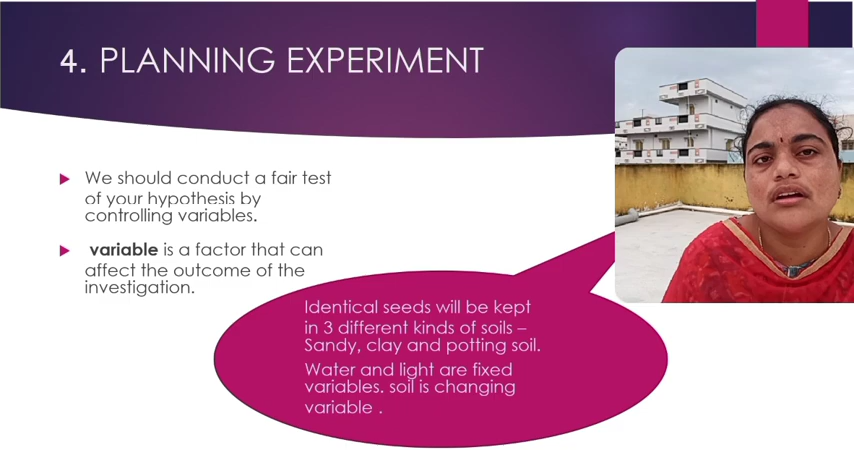 4. PLANNING EXPERIMENT
We should conduct a fair test
of your hypothesis by
controlling variables.
variable is a factor that can
affect the outcome of the
investigation.
Identical seeds will be kept
in 3 different kinds of soils –
Sandy, clay and potting soil.
Water and light are fixed
variables. soil is changing
variable .